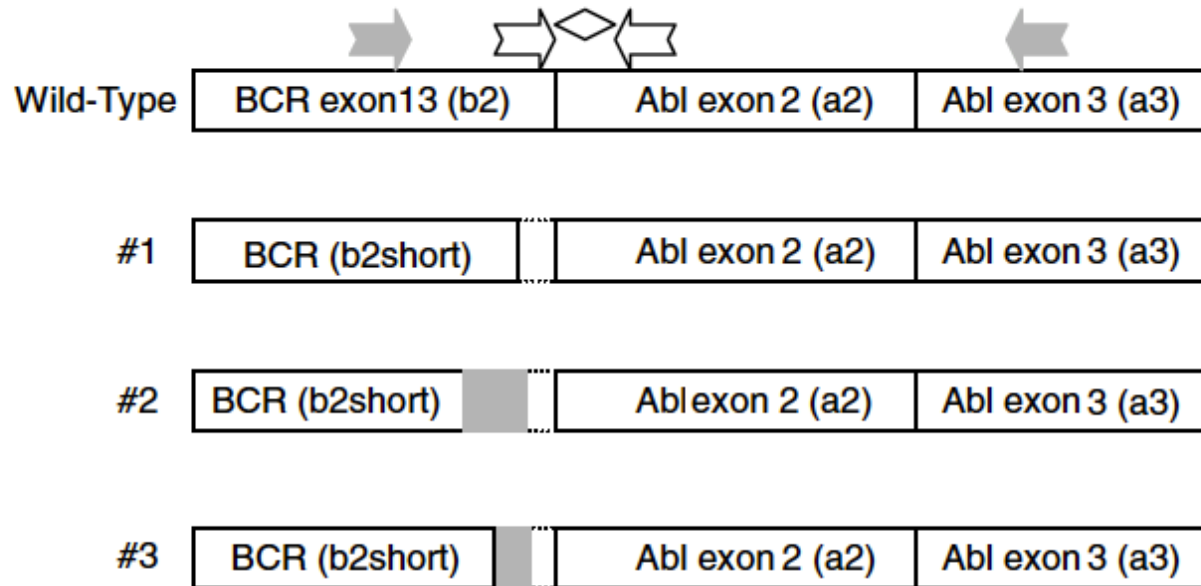 Wild-Type BCR exon13 (b2) Abl exon 2 (a2) Abl exon 3 (a3)
#1 BCR (b2short) Abl exon 2 (a2) Abl exon 3 (a3)
#2 BCR (b2short) Abl exon 2 (a2) Abl exon 3 (a3)
#3 BCR (b2short) Abl exon 2 (a2) Abl exon 3 (a3)